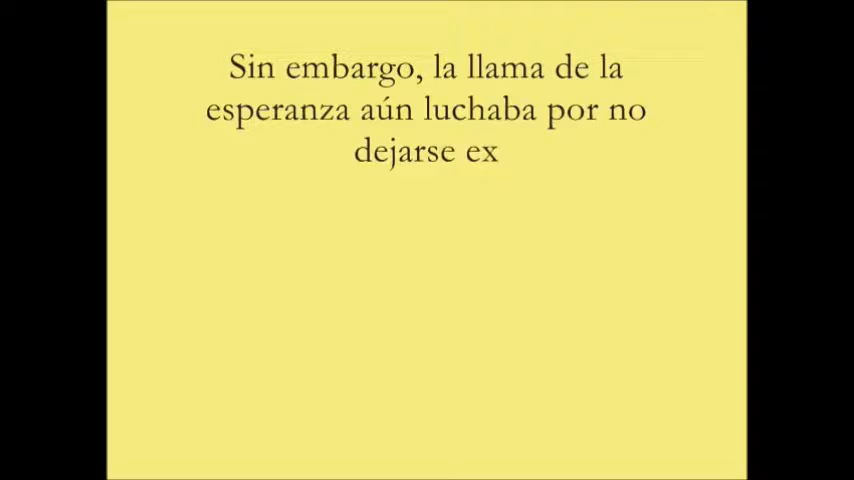 Sin embargo, la llama de la
esperanza aún luchaba por no
dejarse ex